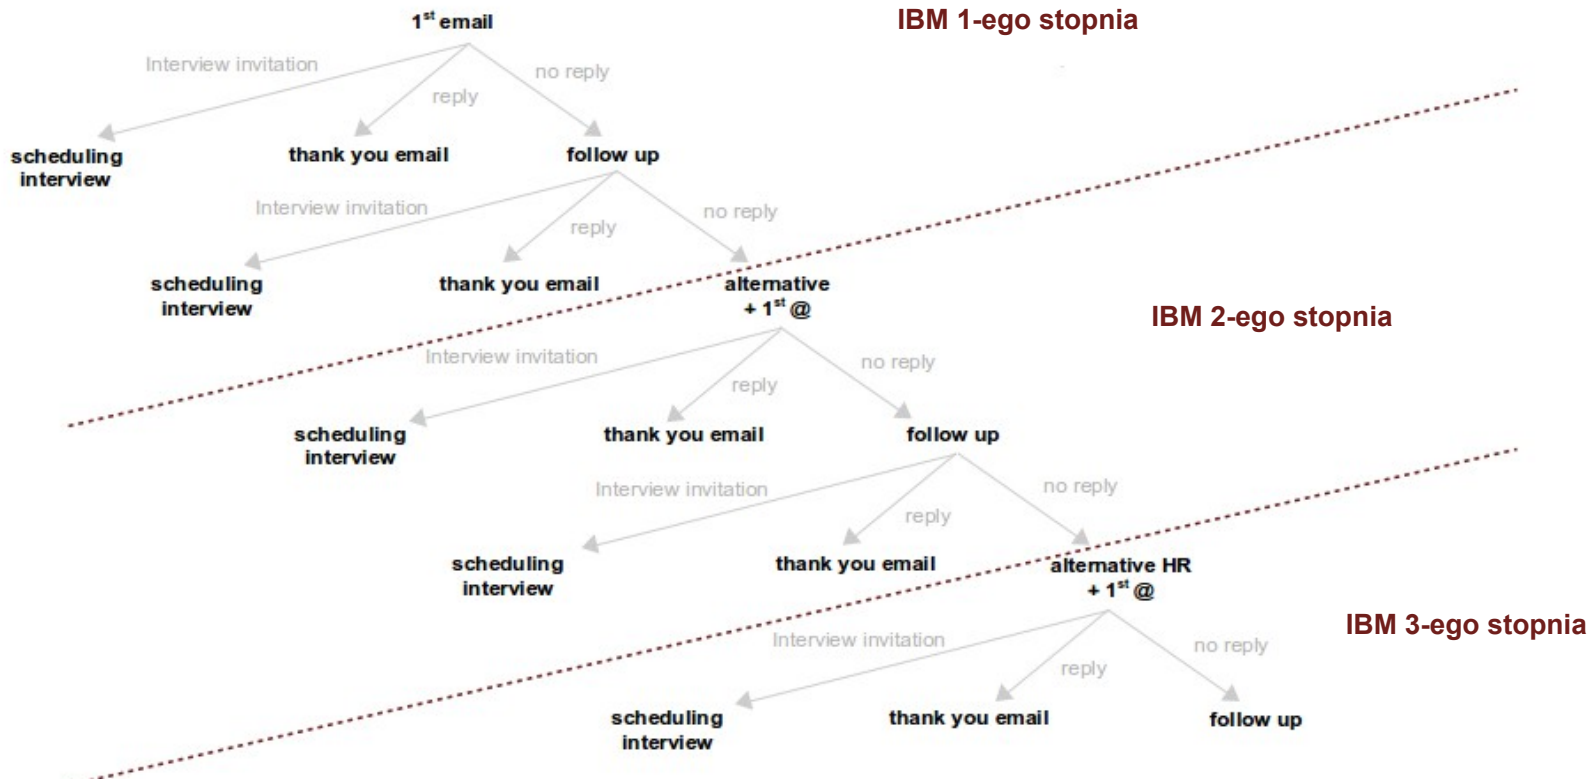 1st email
IBM 1-ego stopnia
Interview invitation
reply
no reply
scheduling
interview
thank you email
follow up
Interview invitation
reply
no reply
scheduling
interview
thank you email
alternative
+ 1st @
IBM 2-ego stopnia
Interview invitation
reply
no reply
scheduling
interview
thank you email
follow up
Interview invitation
reply
no reply
scheduling
interview
thank you email
alternative HR
+ 1st @
IBM 3-ego stopnia
Interview invitation
reply
no reply
scheduling
interview
thank you email
follow up